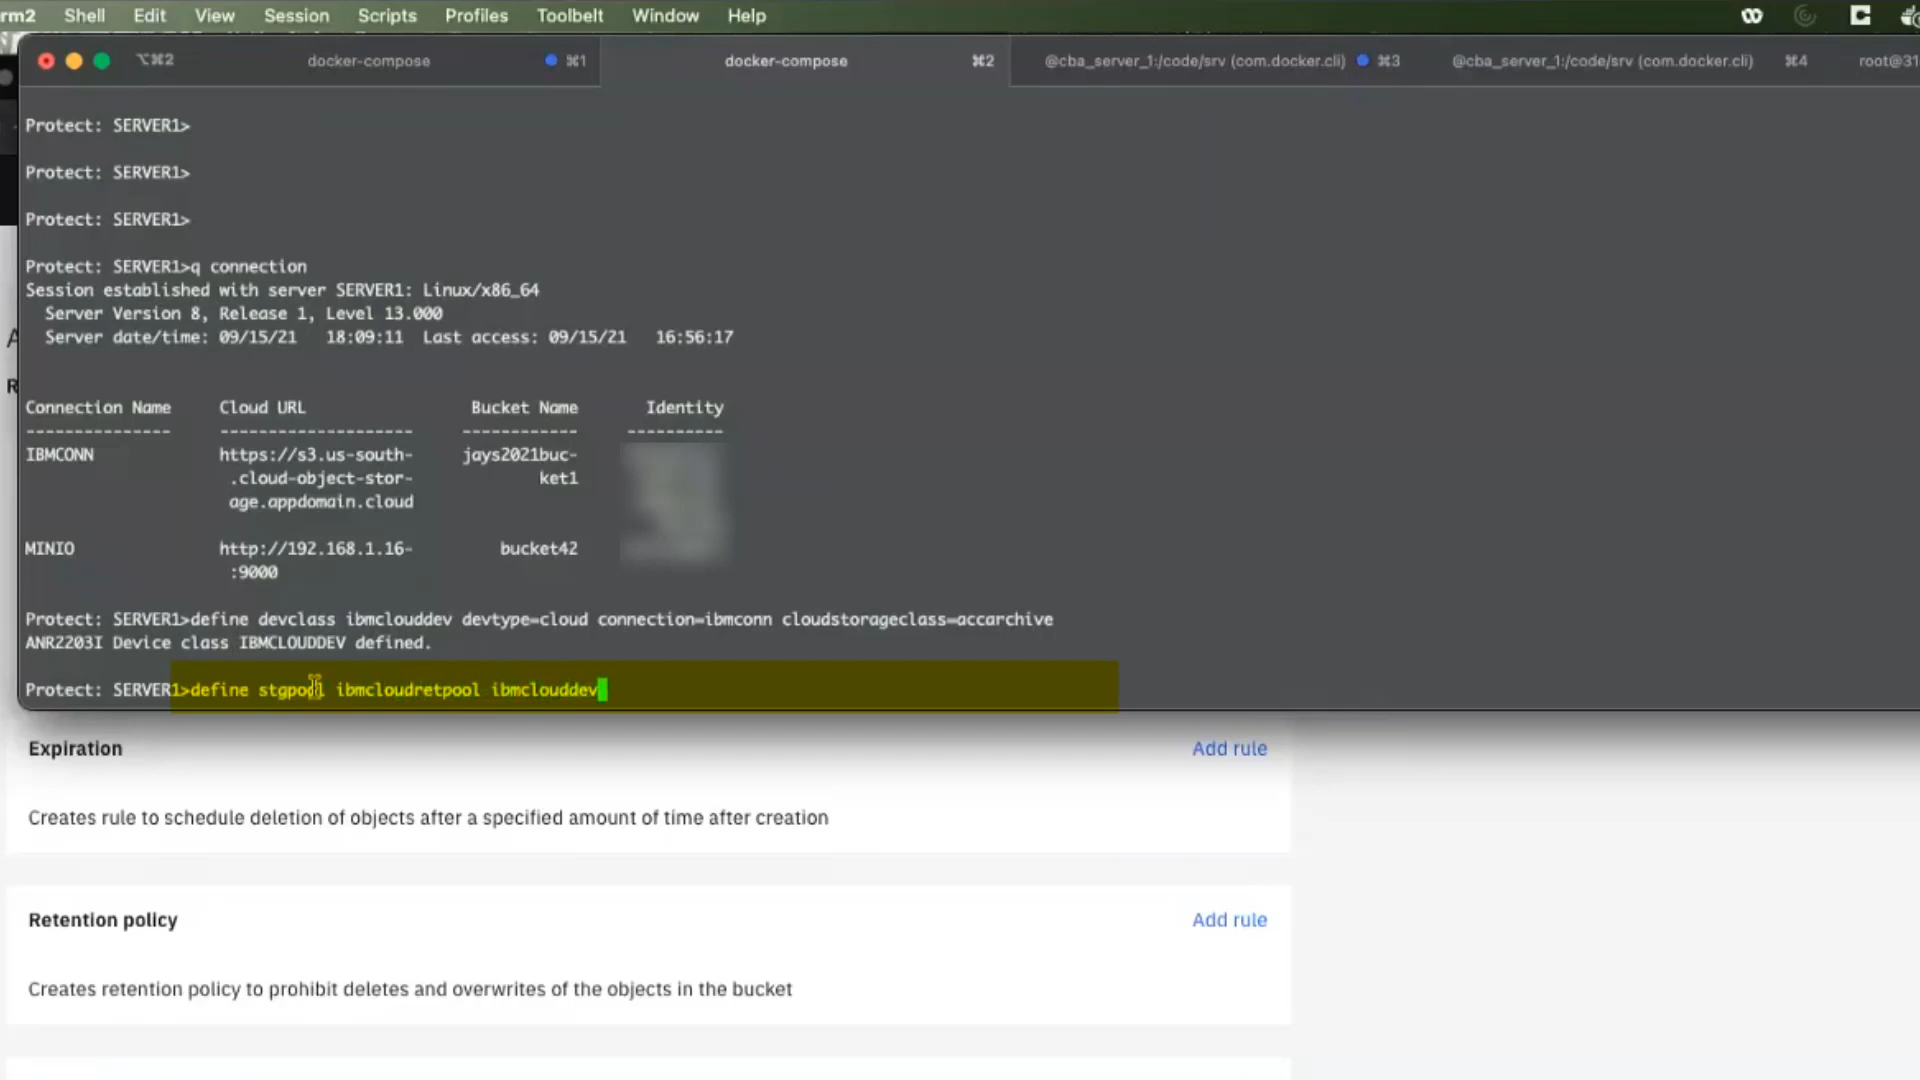 rm2 Shell Edit View Session Scripts Profiles Toolbelt Window Help
⌥⌘2 docker-compose ⌘1 docker-compose ⌘2 @cba_server_1:/code/srv (com.docker.cli) ⌘3 @cba_server_1:/code/srv (com.docker.cli) ⌘4 root@31
Protect: SERVER1>
Protect: SERVER1>
Protect: SERVER1>
Protect: SERVER1>q connection
Session established with server SERVER1: Linux/x86_64
Server Version 8, Release 1, Level 13.000
Server date/time: 09/15/21 18:09:11 Last access: 09/15/21 16:56:17
Connection Name Cloud URL Bucket Name Identity
--------------- -------------------- ------------ ----------
IBMCONN https://s3.us-south- jays2021buc-
.cloud-object-stor- ket1
age.appdomain.cloud
MINIO http://192.168.1.16- bucket42
:9000
Protect: SERVER1>define devclass ibmclouddev devtype=cloud connection=ibmconn cloudstorageclass=accarchive
ANR2203I Device class IBMCLOUDDEV defined.
Protect: SERVER1>define stgpool ibmcloudretpool ibmclouddev
Expiration Add rule
Creates rule to schedule deletion of objects after a specified amount of time after creation
Retention policy Add rule
Creates retention policy to prohibit deletes and overwrites of the objects in the bucket